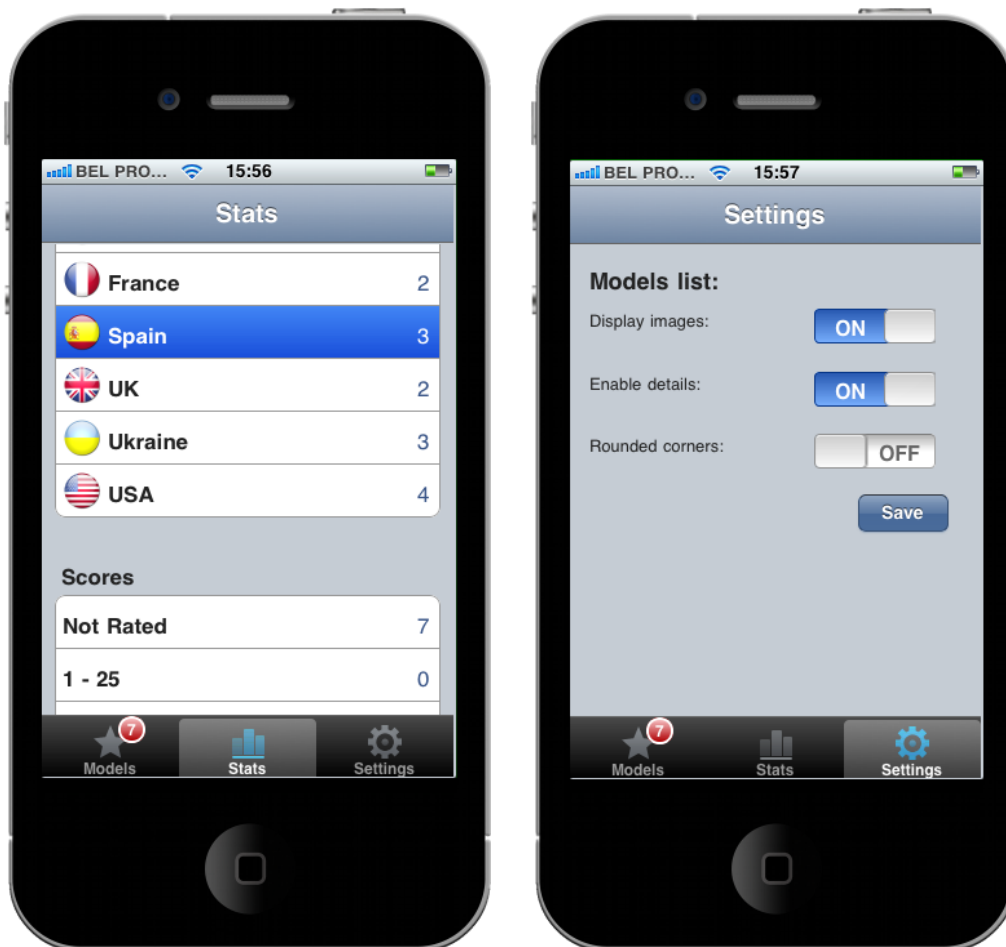 BEL PRO... 15:56
Stats
France 2
Spain 3
UK 2
Ukraine 3
USA 4
Scores
Not Rated 7
1 - 25 0
7
Models Stats Settings
BEL PRO... 15:57
Settings
Models list:
Display images: ON
Enable details: ON
Rounded corners: OFF
Save
7
Models Stats Settings